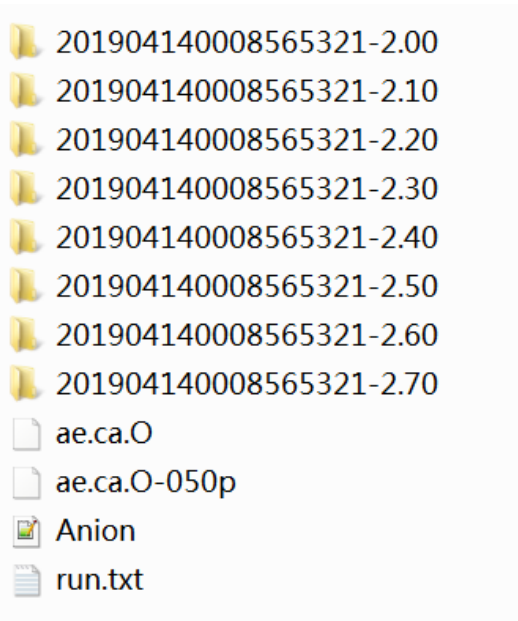 201904140008565321-2.00
201904140008565321-2.10
201904140008565321-2.20
201904140008565321-2.30
201904140008565321-2.40
201904140008565321-2.50
201904140008565321-2.60
201904140008565321-2.70
ae.ca.O
ae.ca.O-050p
Anion
run.txt